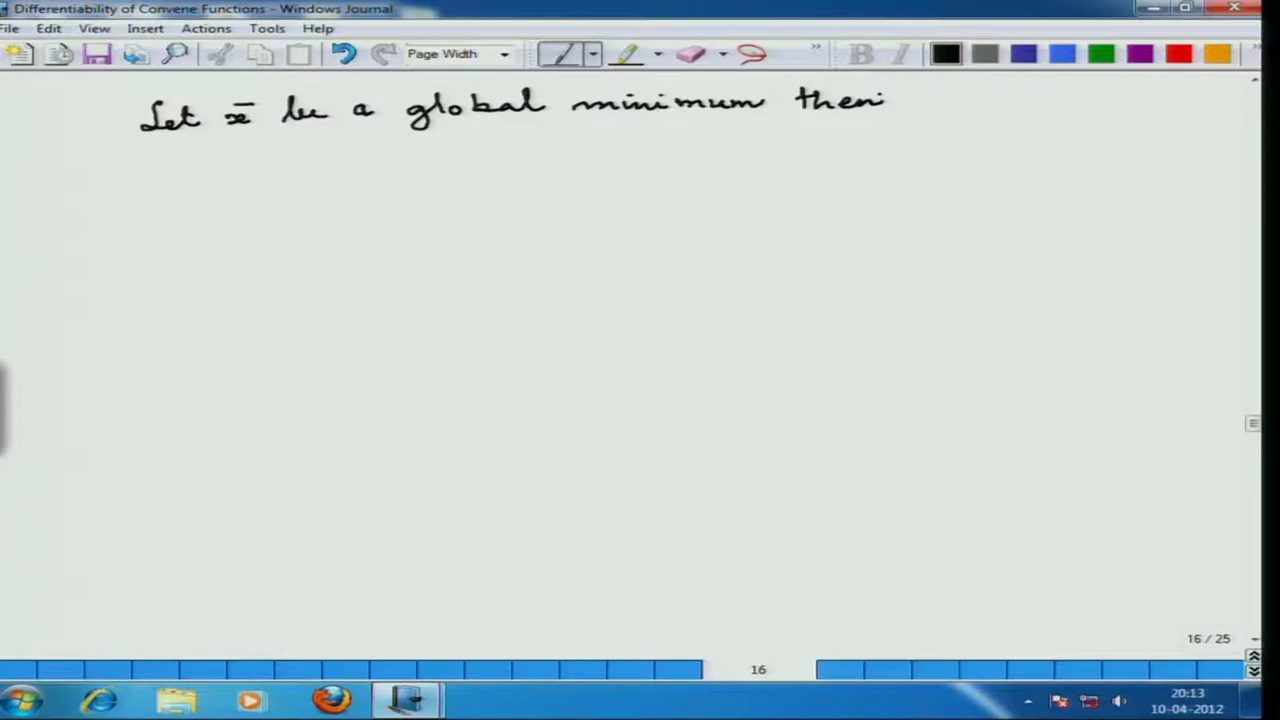 Differentiability of Convene Functions - Windows Journal
File Edit View Insert Actions Tools Help
Page Width
B I
Let x̄ be a global minimum then
16 / 25
16
20:13
10-04-2012